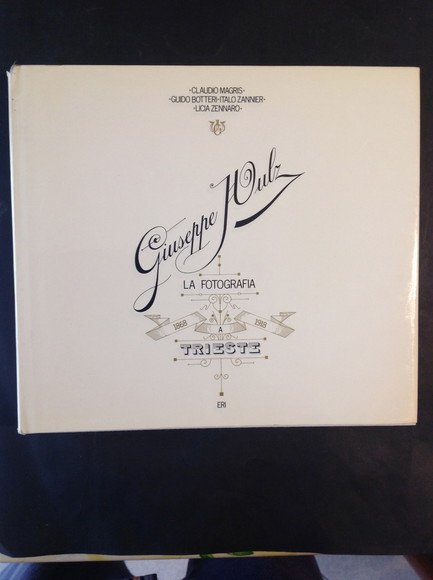 ·CLAUDIO MAGRIS·
·GUIDO BOTTERI·ITALO ZANNIER·
·LICIA ZENNARO·
Giuseppe Wulz
LA FOTOGRAFIA
1868 A 1918
TRIESTE
ERI